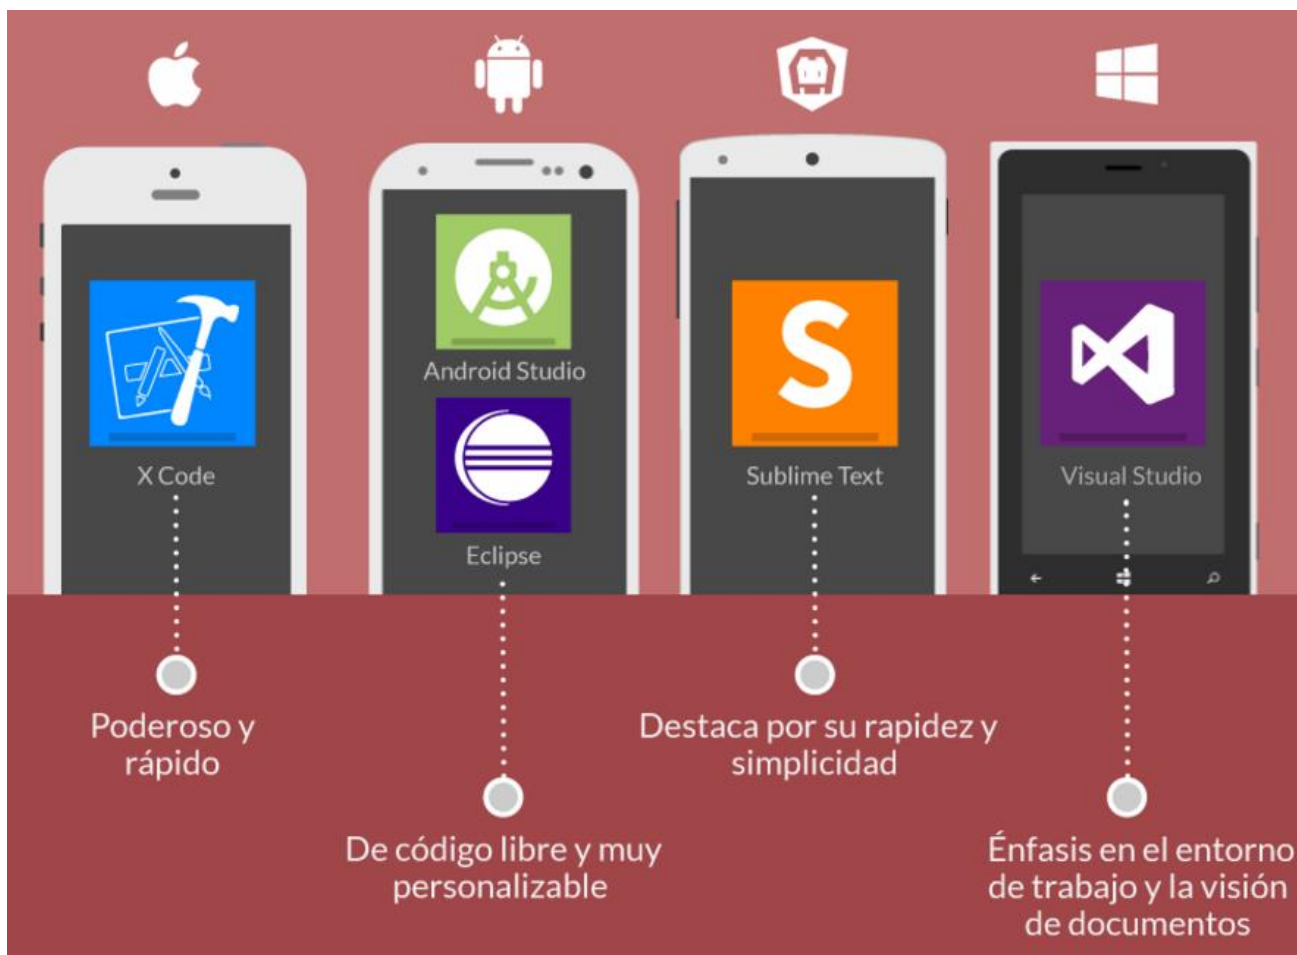 X Code
Android Studio
Eclipse
S
Sublime Text
Visual Studio
Poderoso y
rápido
De código libre y muy
personalizable
Destaca por su rapidez y
simplicidad
Énfasis en el entorno
de trabajo y la visión
de documentos